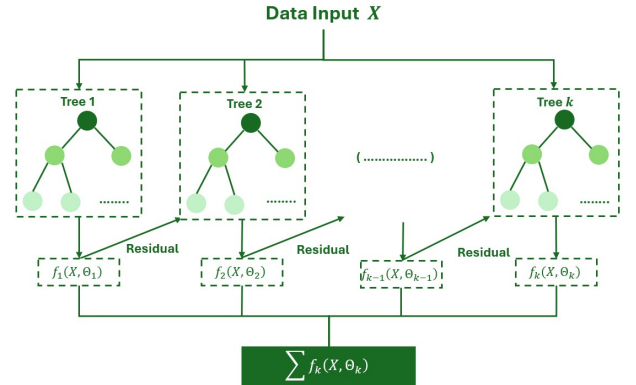 Data Input X
Tree 1
Tree 2
Tree k
(................)
........
........
........
Residual
Residual
Residual
f₁(X,Θ₁)
f₂(X,Θ₂)
fₖ₋₁(X,Θₖ₋₁)
fₖ(X,Θₖ)
∑ fₖ(X,Θₖ)